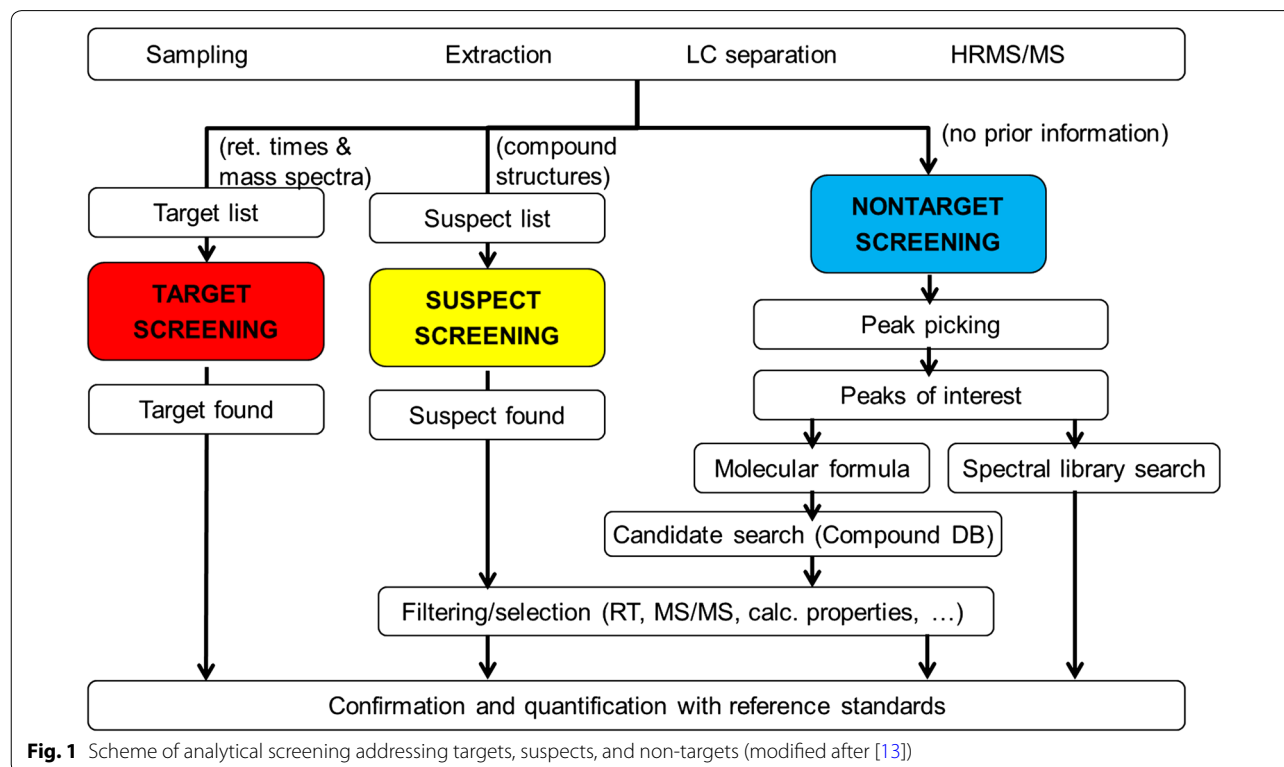 Sampling Extraction LC separation HRMS/MS
(ret. times &
mass spectra)
(compound
structures)
(no prior information)
Target list
Suspect list
NONTARGET
SCREENING
TARGET
SCREENING
SUSPECT
SCREENING
Peak picking
Target found
Suspect found
Peaks of interest
Molecular formula
Spectral library search
Candidate search (Compound DB)
Filtering/selection (RT, MS/MS, calc. properties, …)
Confirmation and quantification with reference standards
Fig. 1 Scheme of analytical screening addressing targets, suspects, and non-targets (modified after [13])